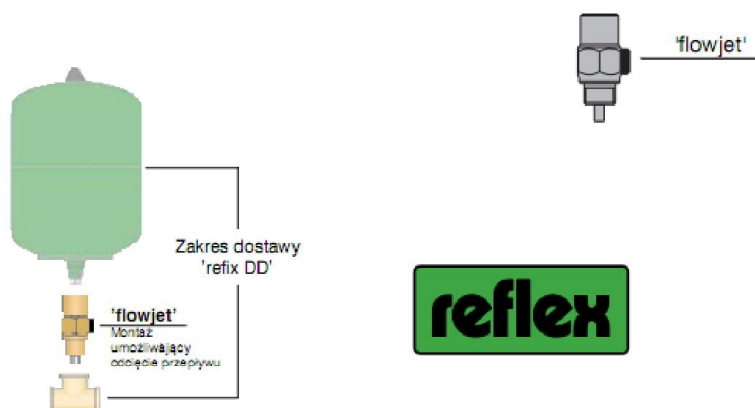 'flowjet'
Zakres dostawy
'refix DD'
'flowjet'
Montaż
umożliwiający
odcięcie przepływu
reflex